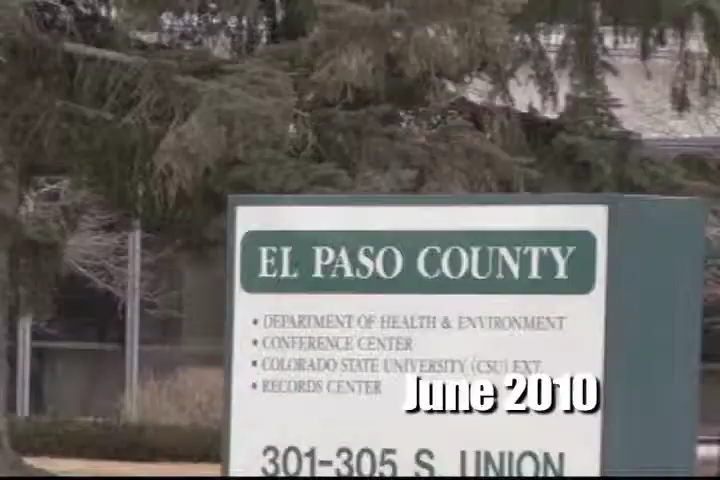 EL PASO COUNTY
• DEPARTMENT OF HEALTH & ENVIRONMENT
• CONFERENCE CENTER
• COLORADO STATE UNIVERSITY (CSU) EXT.
• RECORDS CENTER
June 2010
301-305 S. UNION